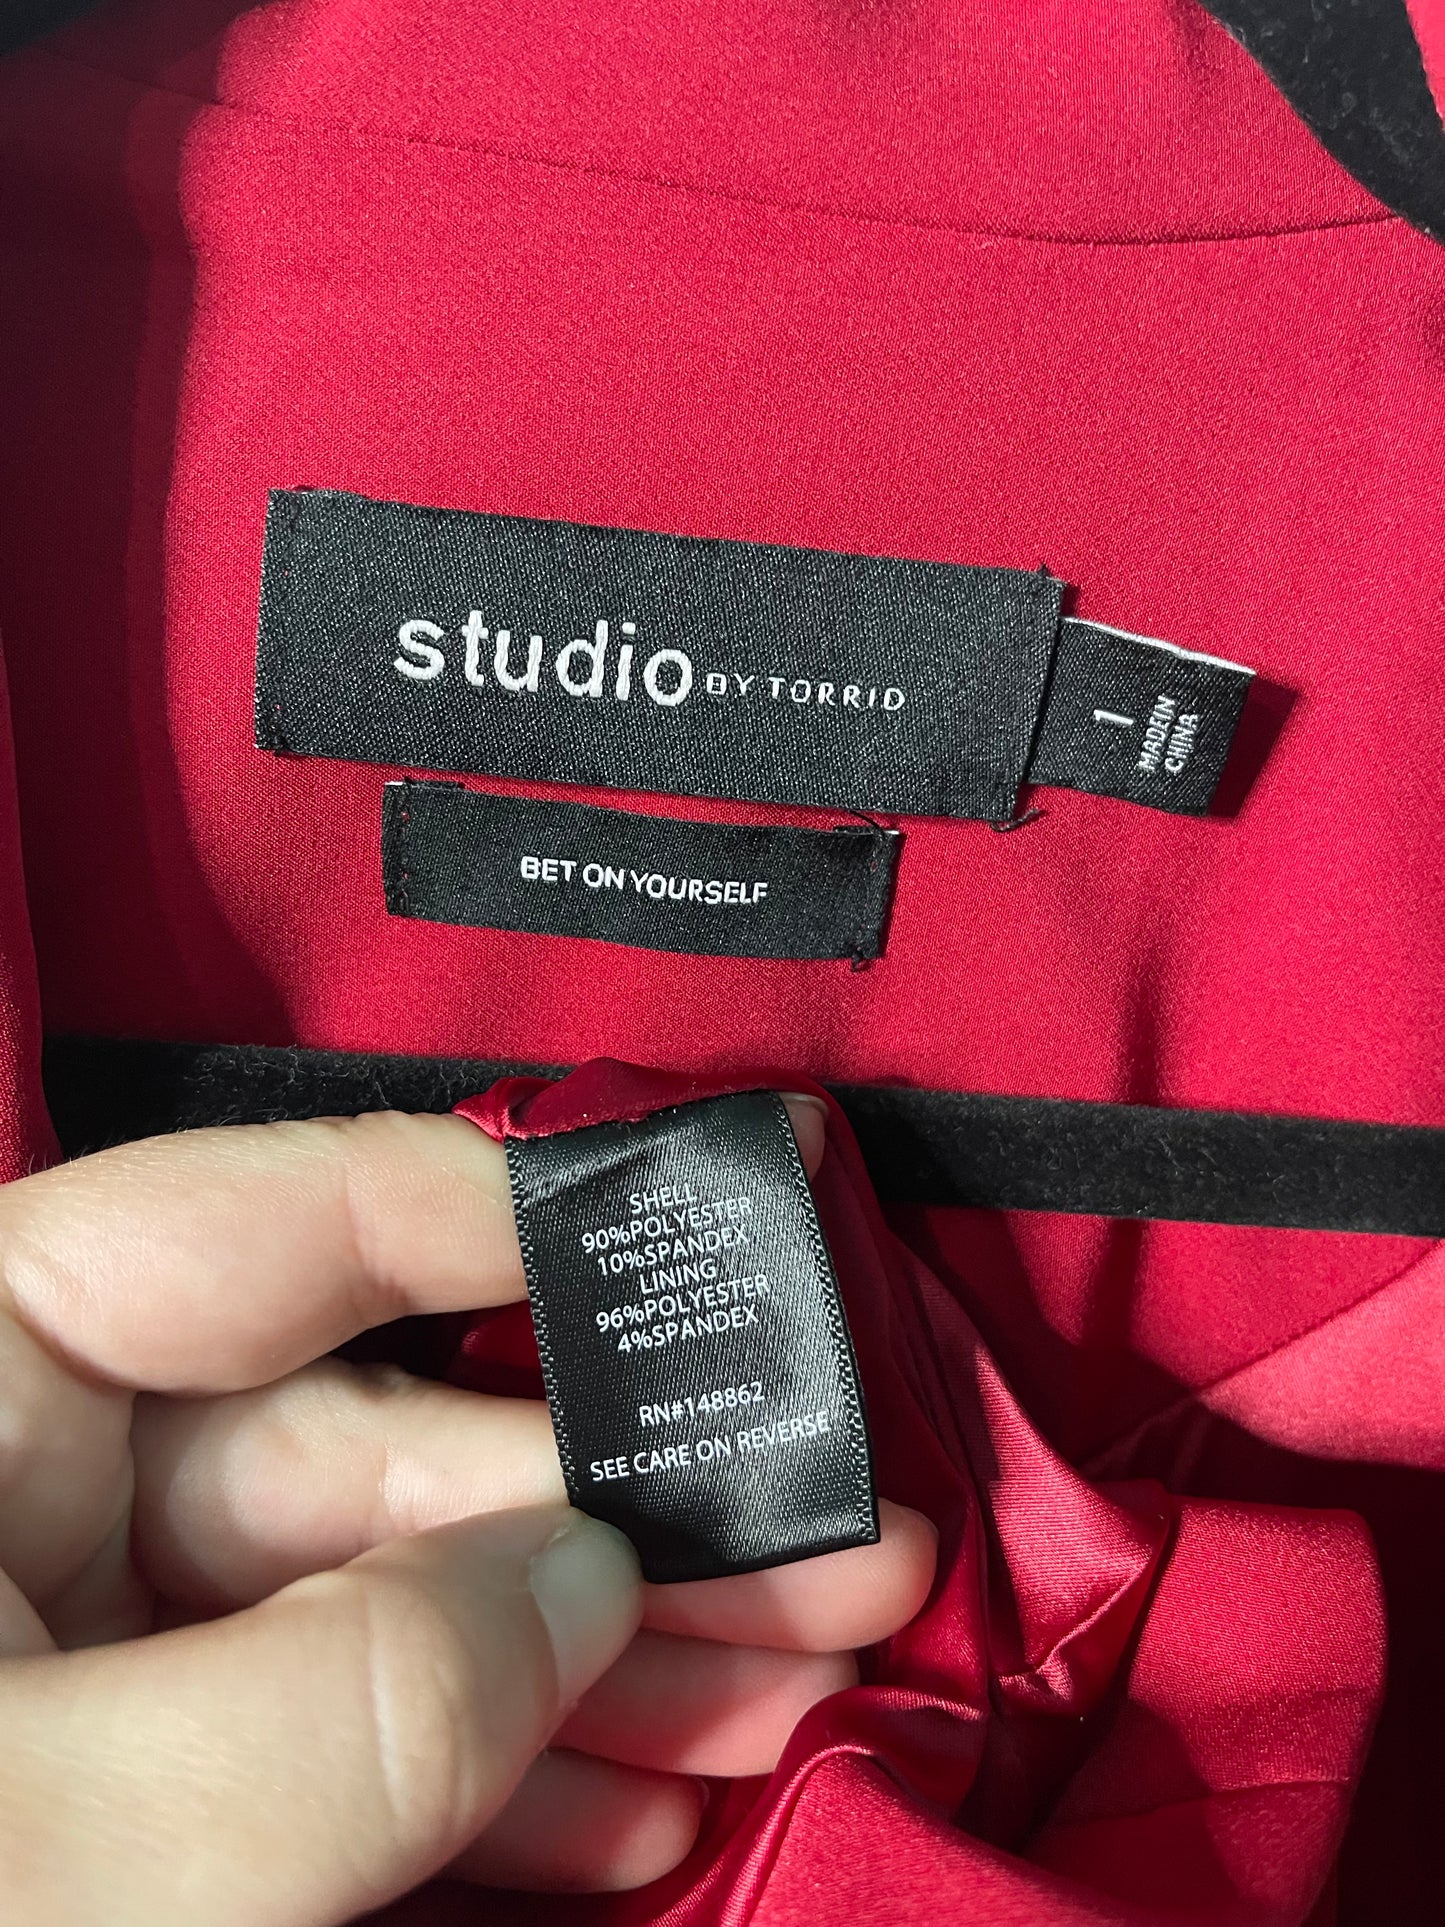 studio BY TORRID
1
MADE IN
CHINA
BET ON YOURSELF
SHELL
90%POLYESTER
10%SPANDEX
LINING
96%POLYESTER
4%SPANDEX
RN#148862
SEE CARE ON REVERSE